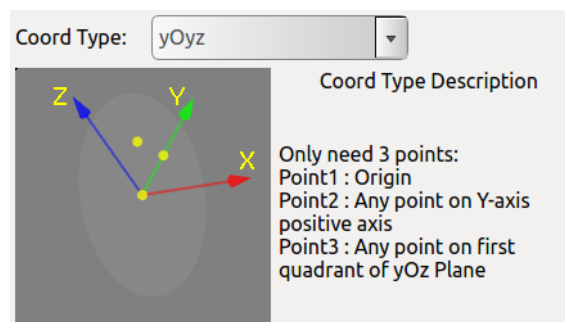 Coord Type: yOyz
Coord Type Description
Z
Y
X
Only need 3 points:
Point1 : Origin
Point2 : Any point on Y-axis
positive axis
Point3 : Any point on first
quadrant of yOz Plane